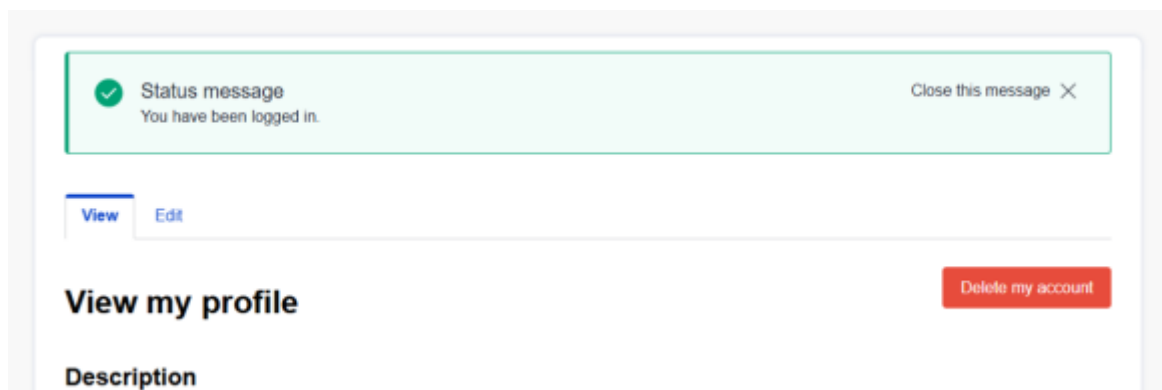 Status message
Close this message
You have been logged in.
View
Edit
View my profile
Delete my account
Description